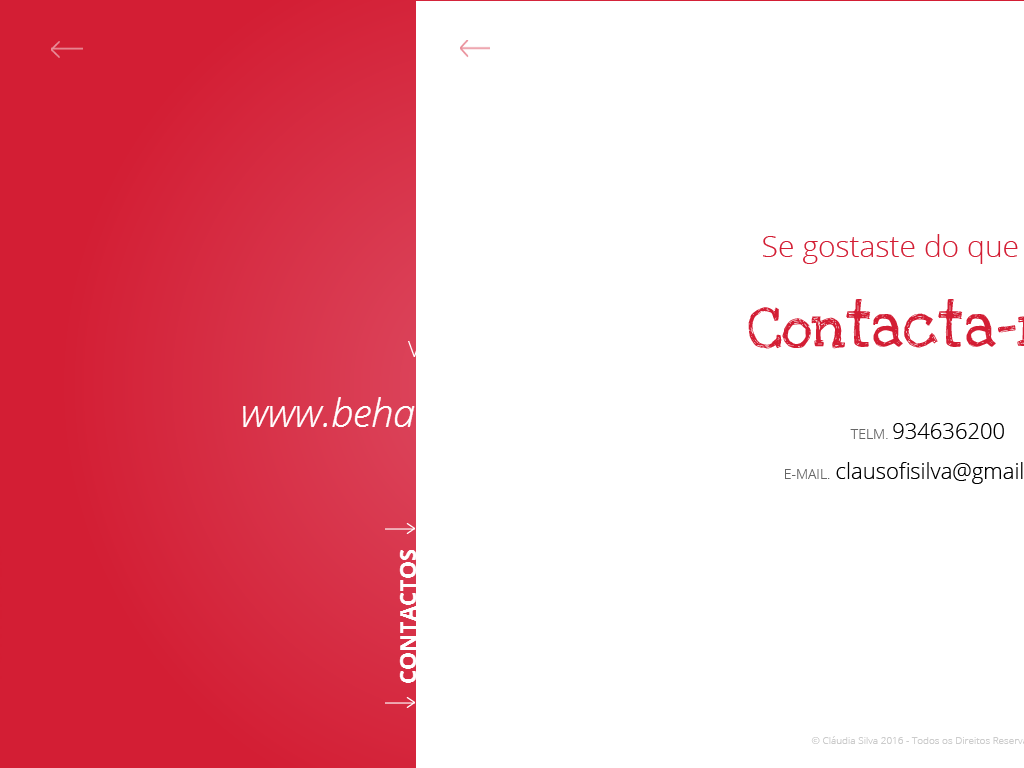 www.beha
CONTACTOS
Se gostaste do que
Contacta-
TELM. 934636200
E-MAIL. clausofisilva@gmail
© Cláudia Silva 2016 - Todos os Direitos Reserva